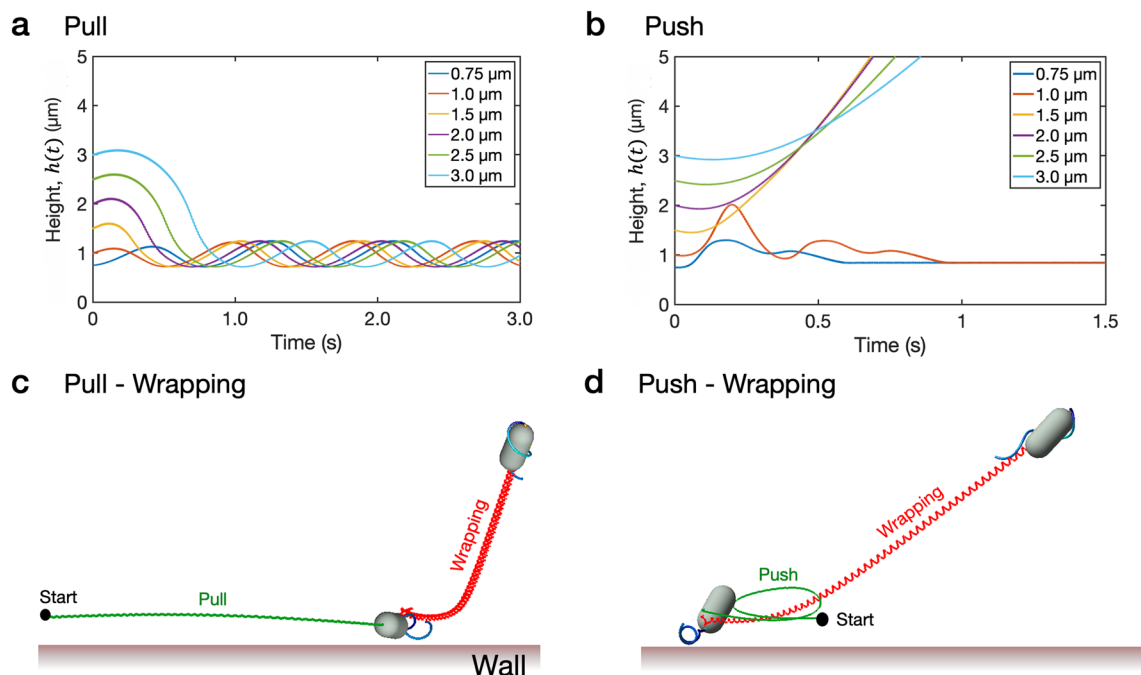 a Pull
5
4
3
2
1
0
Height, h(t) (μm)
0.75 μm
1.0 μm
1.5 μm
2.0 μm
2.5 μm
3.0 μm
0 1.0 2.0 3.0
Time (s)
b Push
5
4
3
2
1
0
Height, h(t) (μm)
0.75 μm
1.0 μm
1.5 μm
2.0 μm
2.5 μm
3.0 μm
0 0.5 1 1.5
Time (s)
c Pull - Wrapping
Wrapping
Start
Pull
Wall
d Push - Wrapping
Wrapping
Push
Start